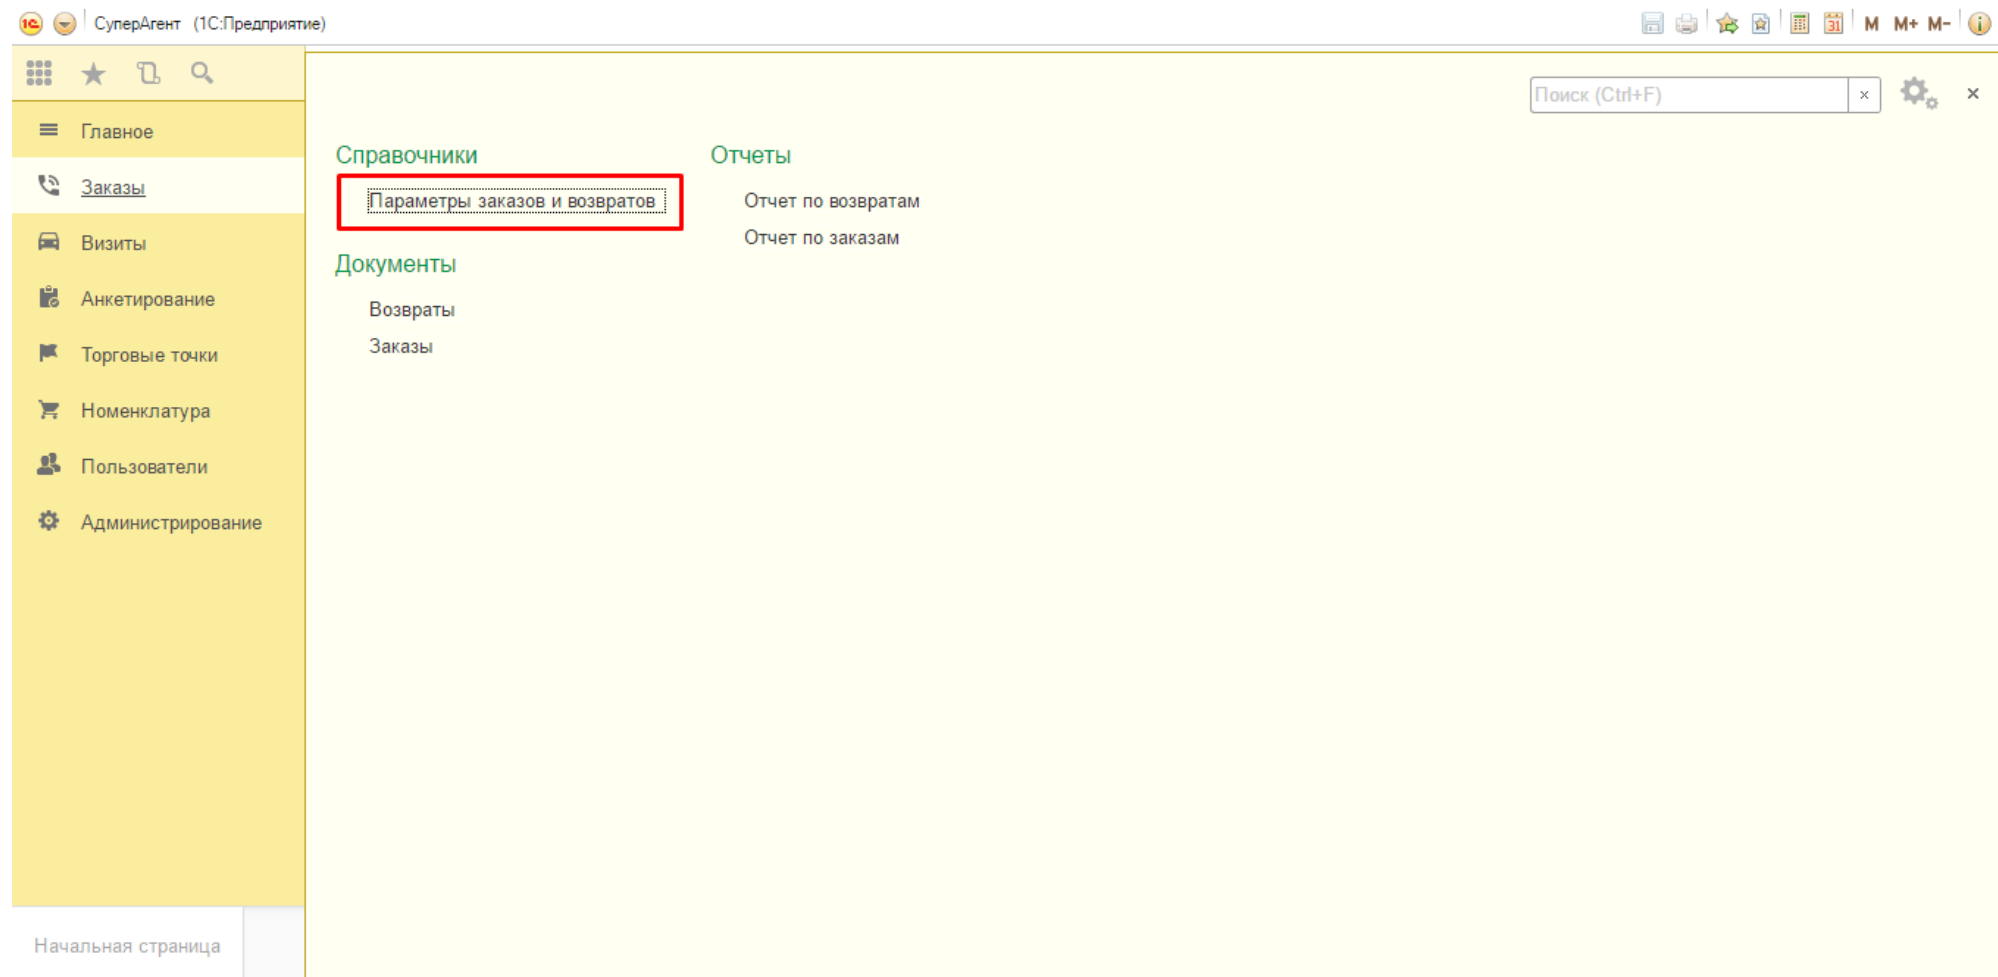 СуперАгент (1С:Предприятие)
31 M M+ M-
Поиск (Ctrl+F)
Главное
Заказы
Визиты
Анкетирование
Торговые точки
Номенклатура
Пользователи
Администрирование
Справочники
Параметры заказов и возвратов
Документы
Возвраты
Заказы
Отчеты
Отчет по возвратам
Отчет по заказам
Начальная страница